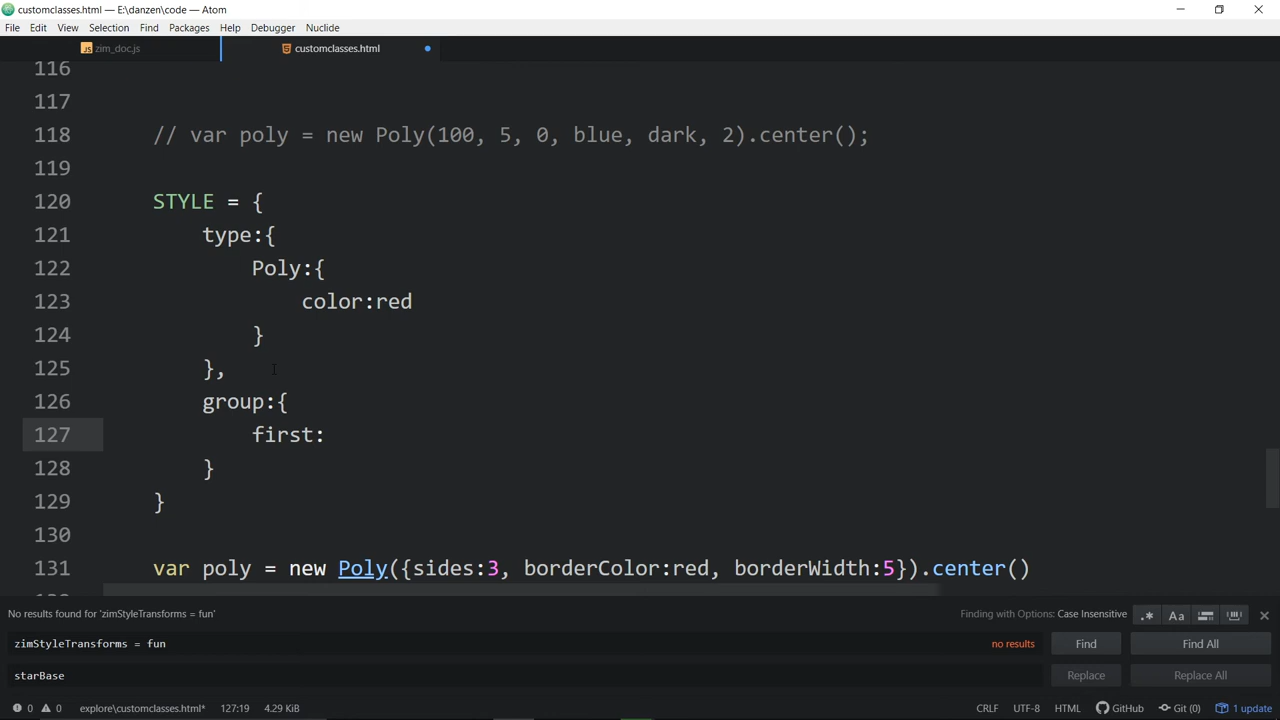 customclasses.html — E:\danzen\code — Atom
File Edit View Selection Find Packages Help Debugger Nuclide
JS zim_doc.js customclasses.html
116
117
118 // var poly = new Poly(100, 5, 0, blue, dark, 2).center();
119
120 STYLE = {
121 type:{
122 Poly:{
123 color:red
124 }
125 },
126 group:{
127 first:
128 }
129 }
130
131 var poly = new Poly({sides:3, borderColor:red, borderWidth:5}).center()
No results found for 'zimStyleTransforms = fun' Finding with Options: Case Insensitive .* Aa
zimStyleTransforms = fun no results Find Find All
starBase Replace Replace All
0 0 explore\customclasses.html* 127:19 4.29 KiB CRLF UTF-8 HTML GitHub Git (0) 1 update